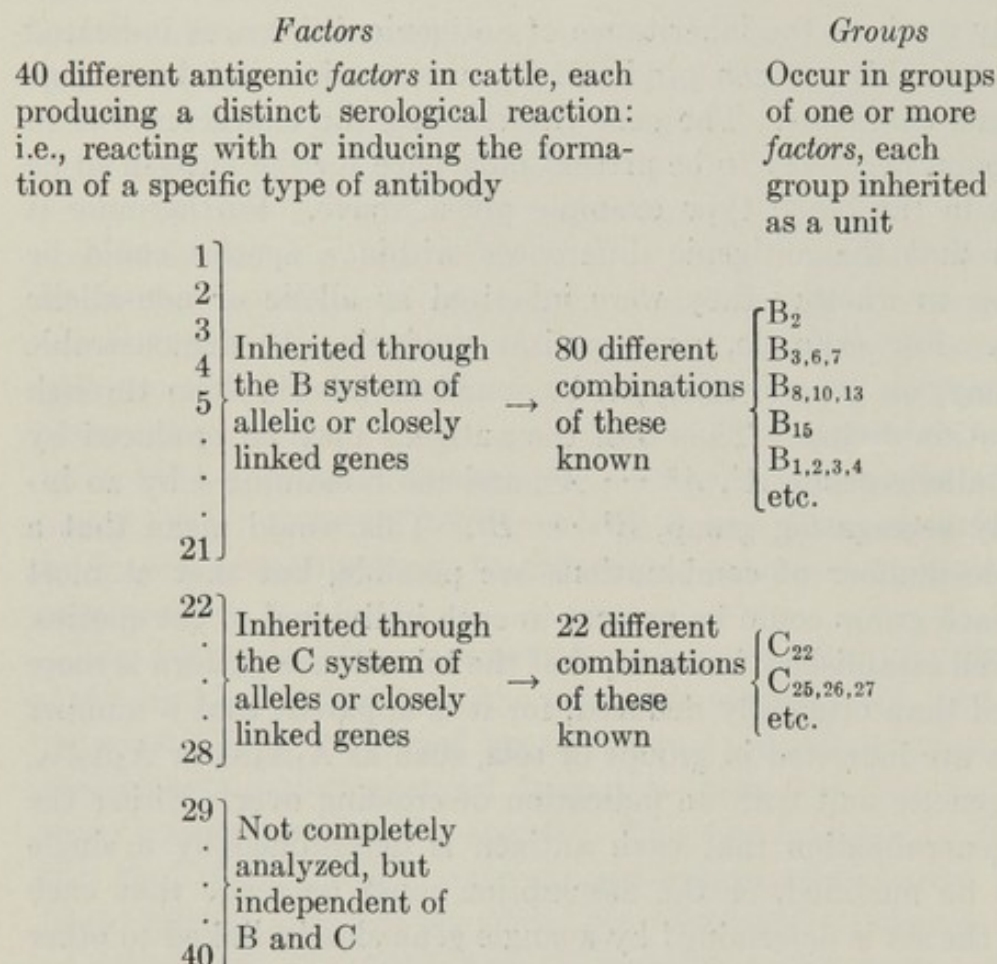 Factors
40 different antigenic factors in cattle, each
producing a distinct serological reaction:
i.e., reacting with or inducing the forma-
tion of a specific type of antibody
Groups
Occur in groups
of one or more
factors, each
group inherited
as a unit
1
2
3
4
5
.
.
.
21
Inherited through
the B system of
allelic or closely
linked genes
→
80 different
combinations
of these
known
B₂
B₃,₆,₇
B₈,₁₀,₁₃
B₁₅
B₁,₂,₃,₄
etc.
22
.
.
.
28
Inherited through
the C system of
alleles or closely
linked genes
→
22 different
combinations
of these
known
C₂₂
C₂₅,₂₆,₂₇
etc.
29
.
.
.
40
Not completely
analyzed, but
independent of
B and C